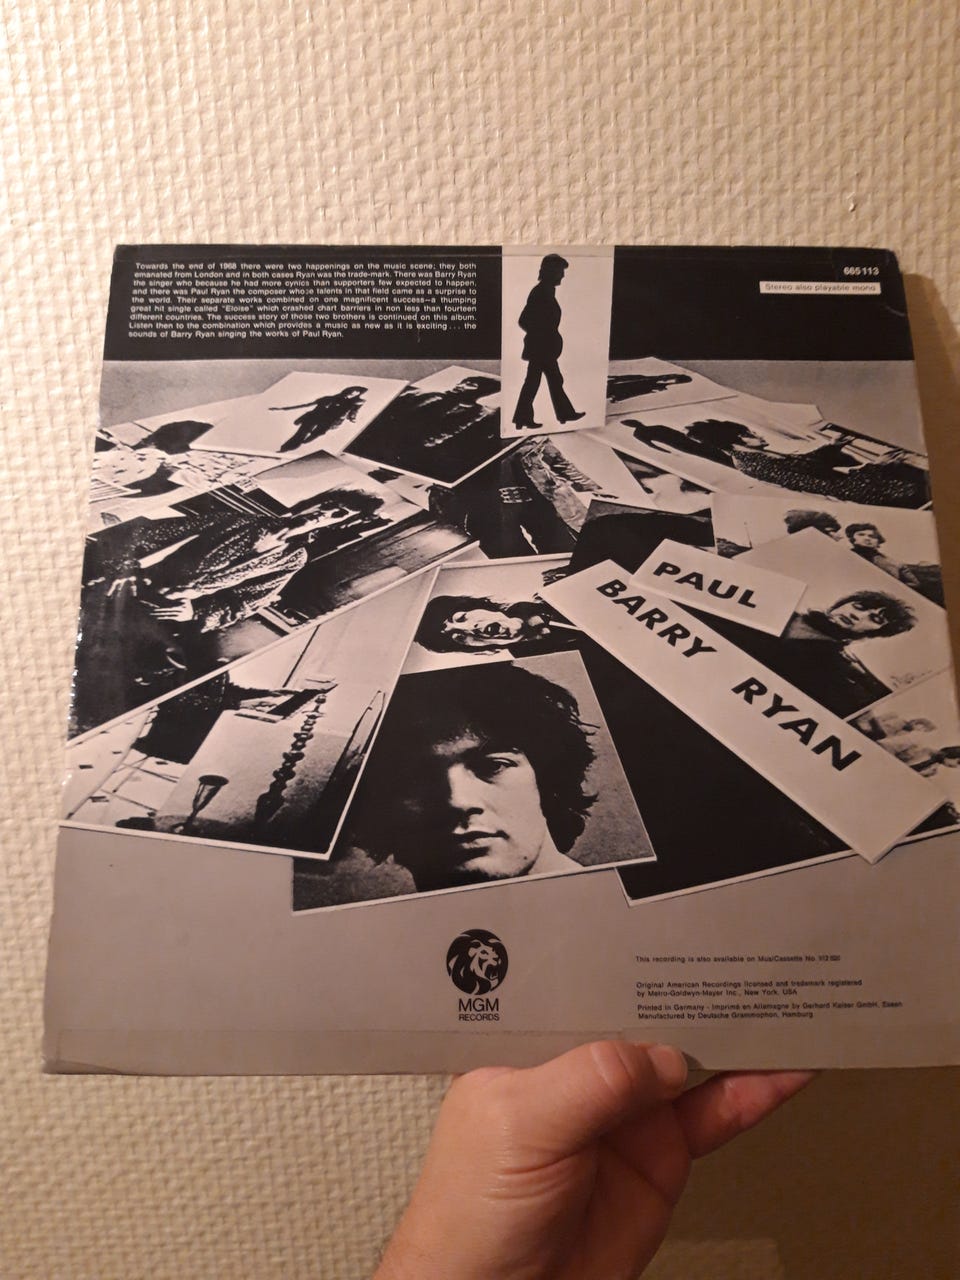 Towards the end of 1968 there were two happenings on the music scene; they both
emanated from London and in both cases Ryan was the trade-mark. There was Barry Ryan
the singer who because he had more cynics than supporters few expected to happen,
and there was Paul Ryan the composer whose talents in that field came as a surprise to
the world. Their separate works combined on one magnificent success—a thumping
great hit single called "Eloise" which crashed chart barriers in non less than fourteen
different countries. The success story of those two brothers is continued on this album.
Listen then to the combination which provides a music as new as it is exciting... the
sounds of Barry Ryan singing the works of Paul Ryan.
665 113
Stereo also playable mono
PAUL
BARRY RYAN
MGM
RECORDS
This recording is also available on MusiCassette No.
Original American Recordings licensed and trademark registered
by Metro-Goldwyn-Mayer Inc., New York, USA
Printed in Germany - Imprimé en Allemagne by Gerhard Kaiser GmbH, Essen
Manufactured by Deutsche Grammophon, Hamburg